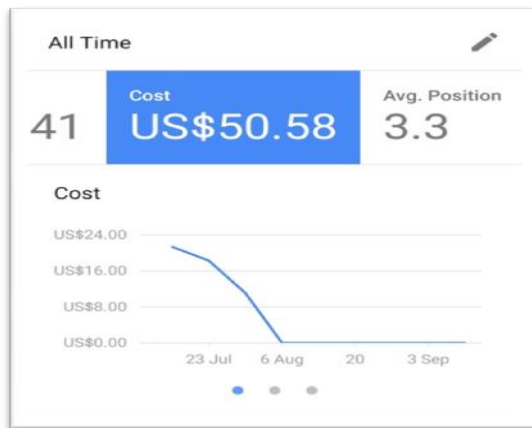 All Time
Cost Avg. Position
41 US$50.58 3.3
Cost
US$24.00
US$16.00
US$8.00
US$0.00
23 Jul 6 Aug 20 3 Sep